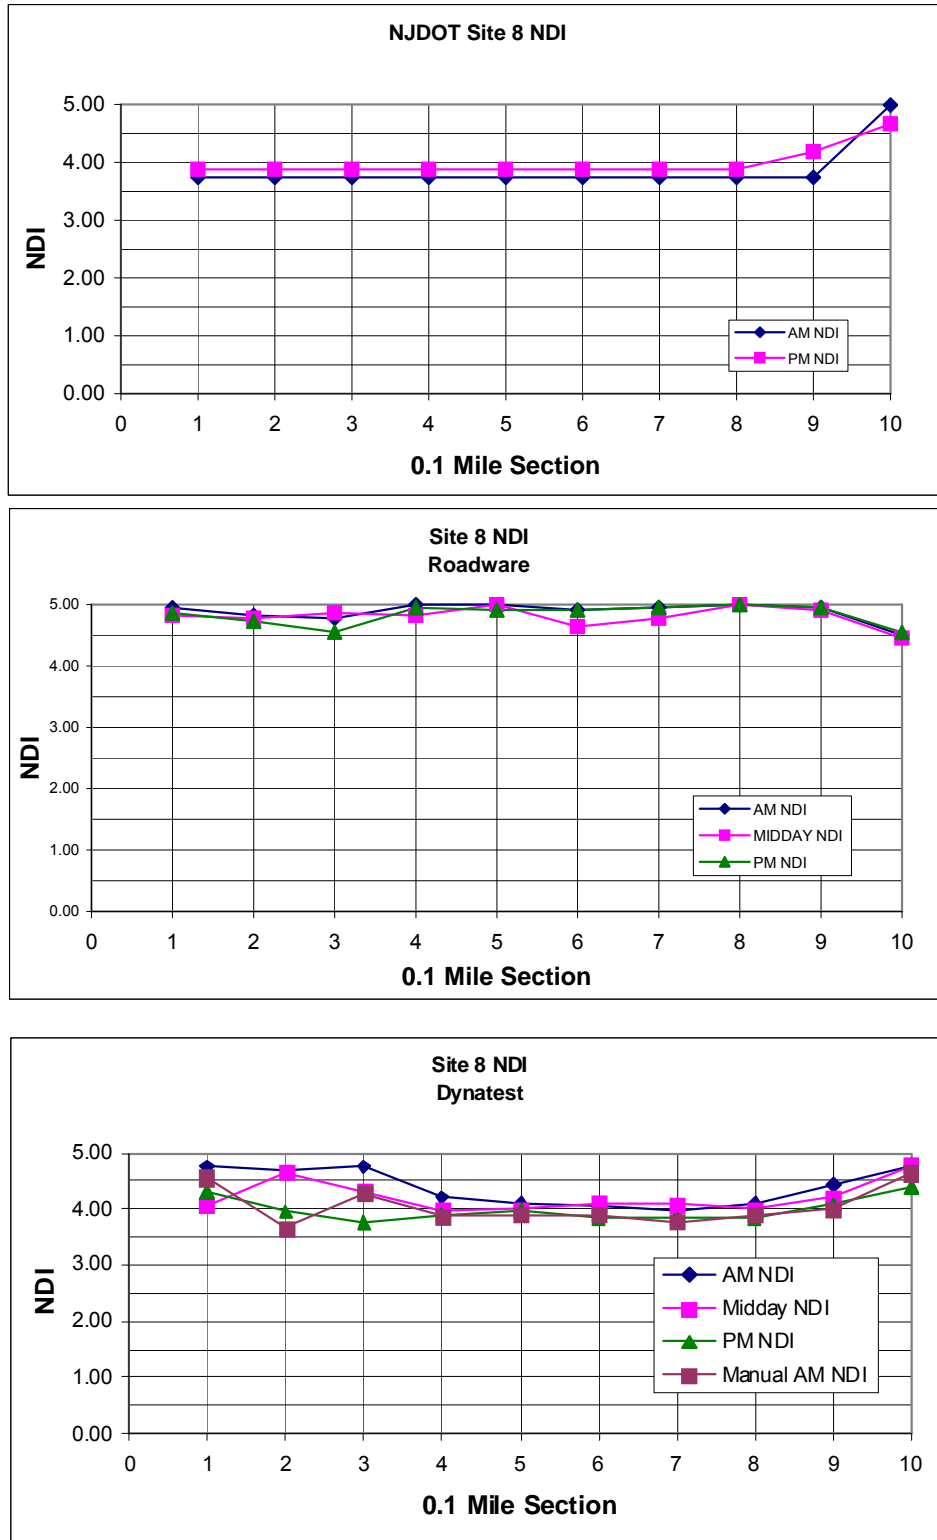 NJDOT Site 8 NDI
5.00
4.00
3.00
2.00
1.00
0.00
NDI
AM NDI
PM NDI
0 1 2 3 4 5 6 7 8 9 10
0.1 Mile Section
Site 8 NDI
Roadware
5.00
4.00
3.00
2.00
1.00
0.00
NDI
AM NDI
MIDDAY NDI
PM NDI
0 1 2 3 4 5 6 7 8 9 10
0.1 Mile Section
Site 8 NDI
Dynatest
5.00
4.00
3.00
2.00
1.00
0.00
NDI
AM NDI
Midday NDI
PM NDI
Manual AM NDI
0 1 2 3 4 5 6 7 8 9 10
0.1 Mile Section